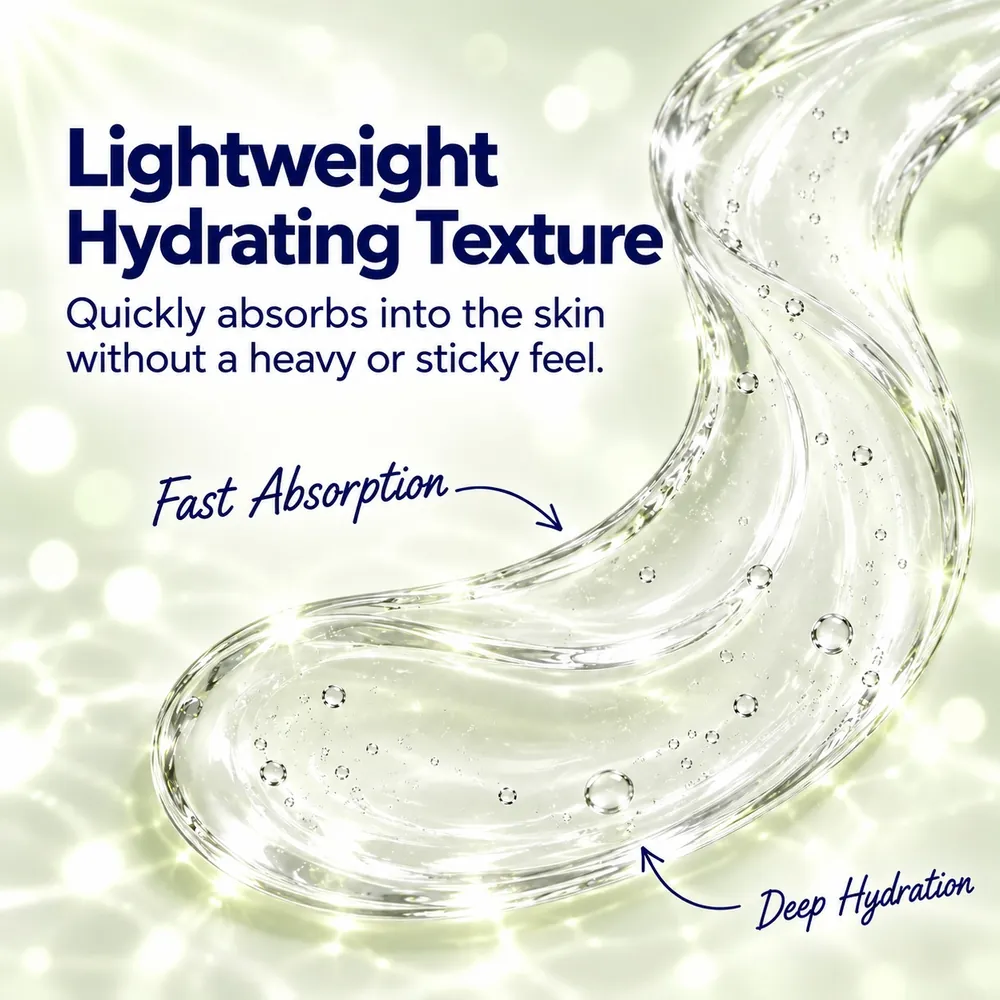 Lightweight
Hydrating Texture
Quickly absorbs into the skin
without a heavy or sticky feel.
Fast Absorption
Deep Hydration